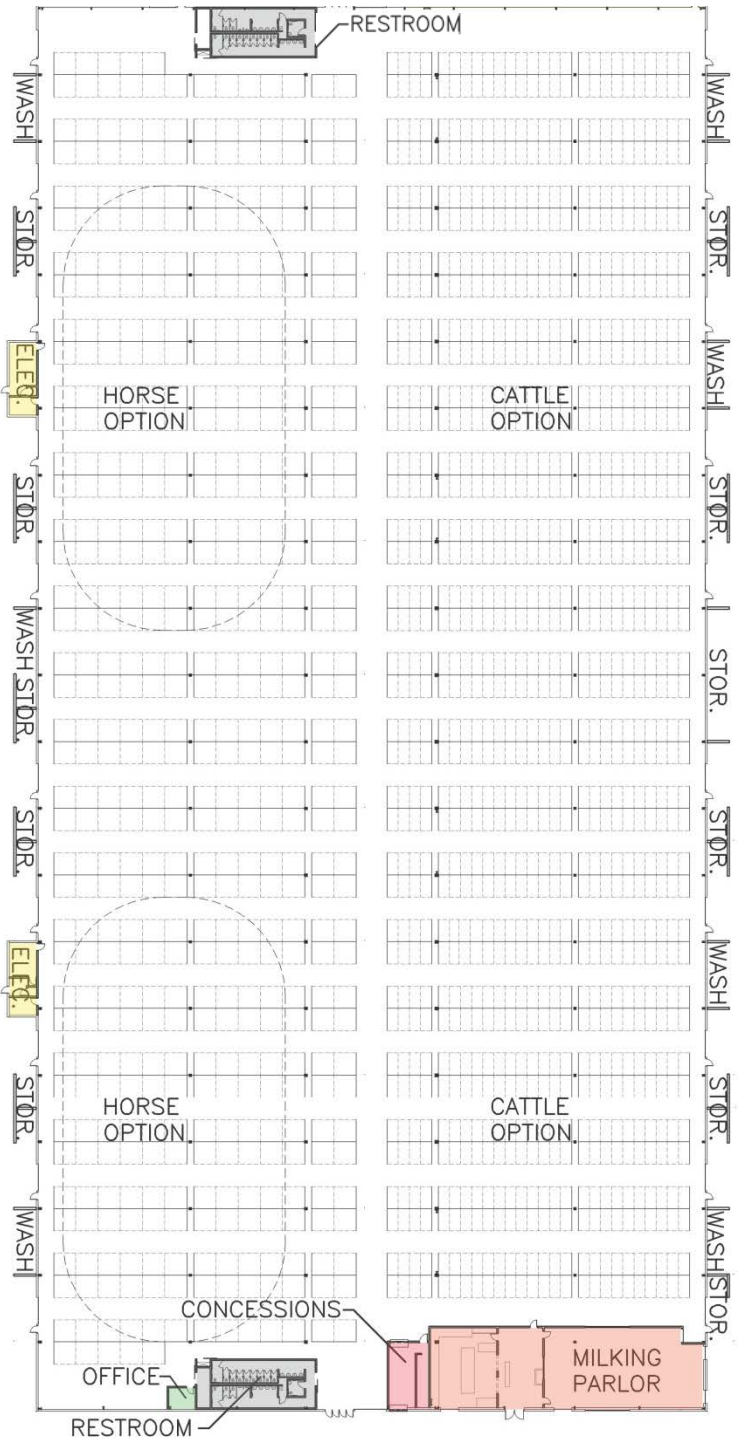 RESTROOM
WASH
WASH
STOR.
STOR.
ELEC.
WASH
HORSE
OPTION
CATTLE
OPTION
STOR.
STOR.
WASH
STOR.
STOR.
STOR.
STOR.
ELEC.
WASH
STOR.
STOR.
HORSE
OPTION
CATTLE
OPTION
WASH
WASH
STOR.
CONCESSIONS
MILKING
PARLOR
OFFICE
RESTROOM